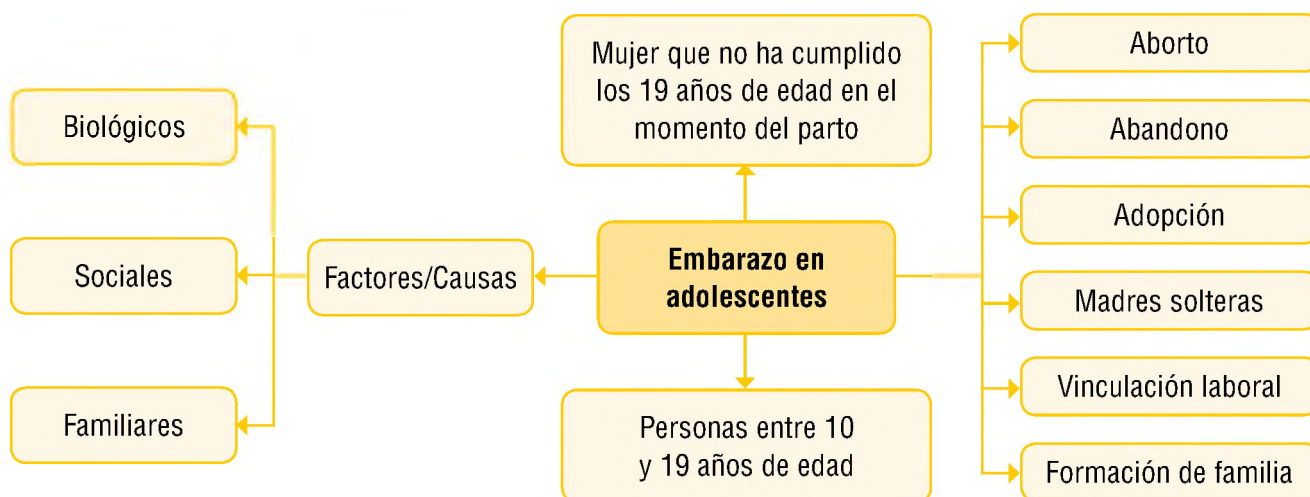 Biológicos
Sociales
Familiares
Factores/Causas
Mujer que no ha cumplido
los 19 años de edad en el
momento del parto
Embarazo en
adolescentes
Personas entre 10
y 19 años de edad
Aborto
Abandono
Adopción
Madres solteras
Vinculación laboral
Formación de familia